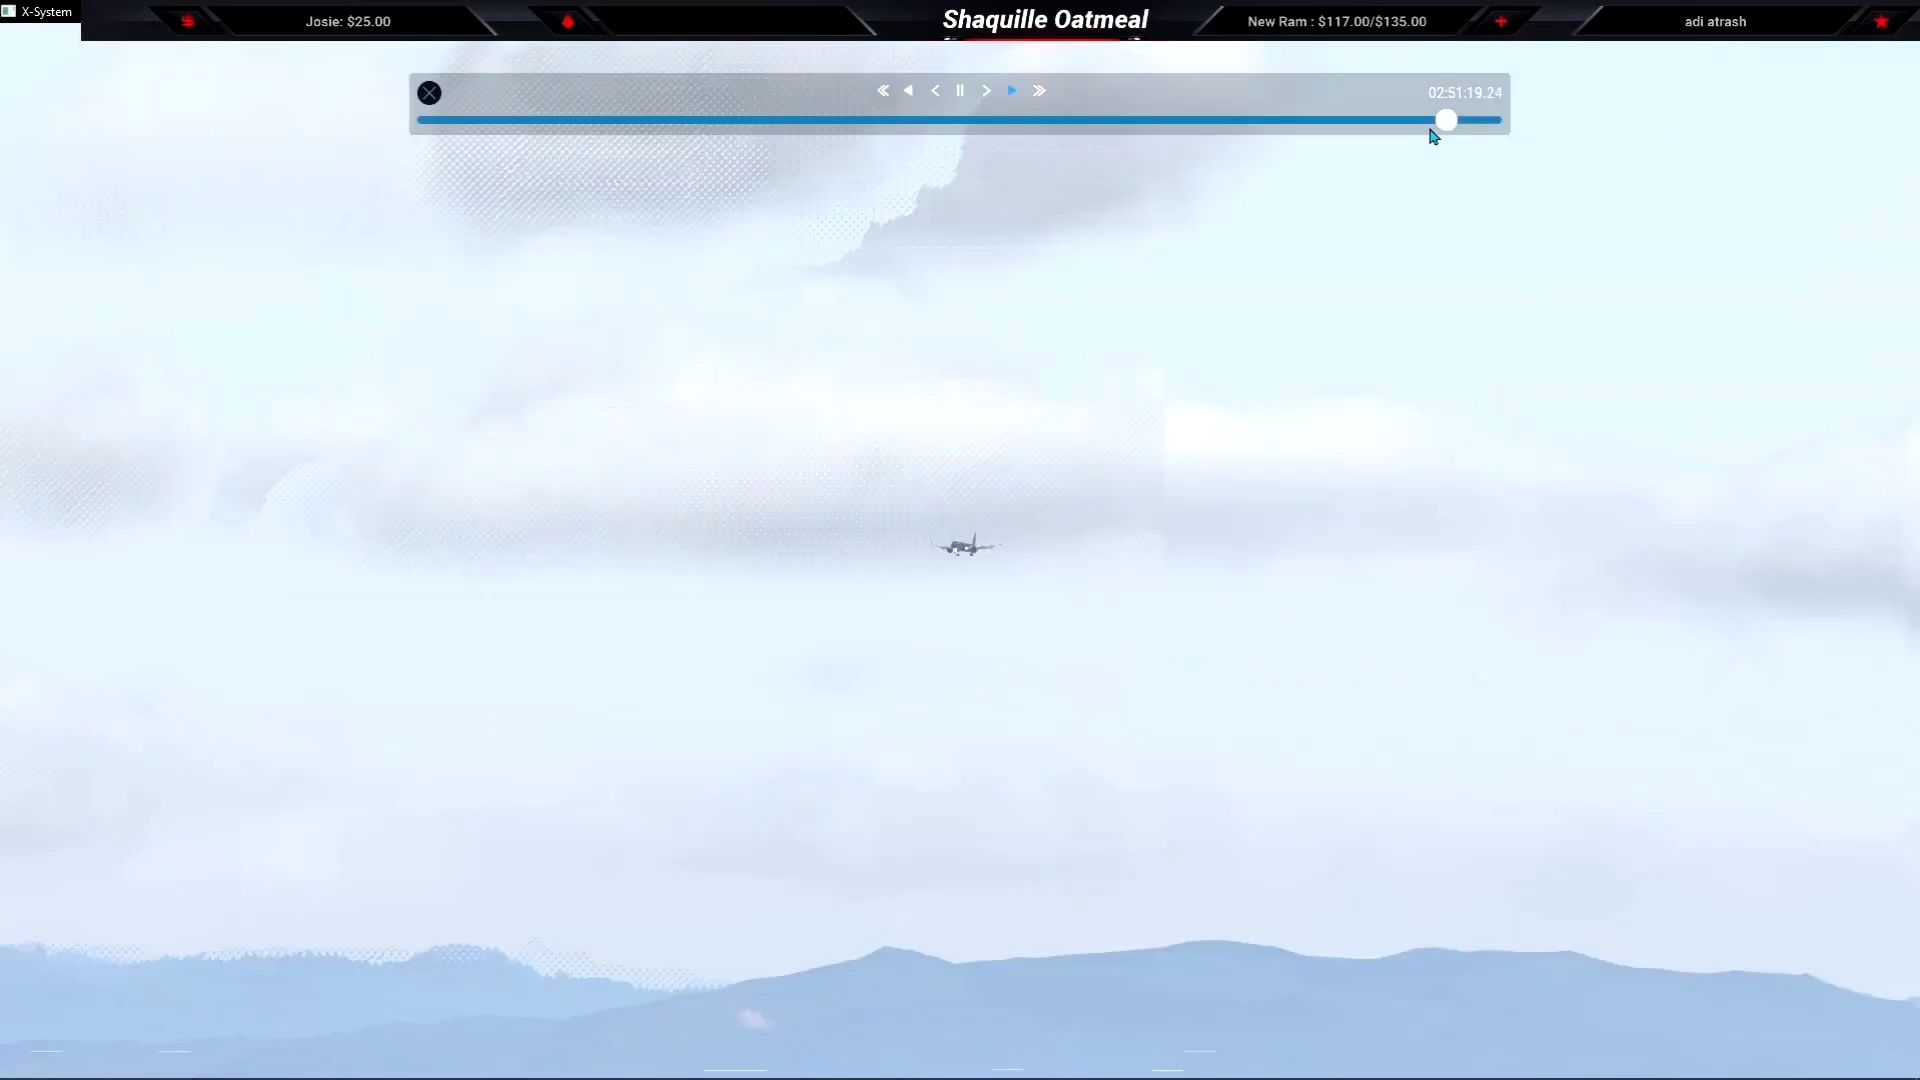 X-System
Josie: $25.00
Shaquille Oatmeal
New Ram : $117.00/$135.00
adi atrash
02:51:19.24